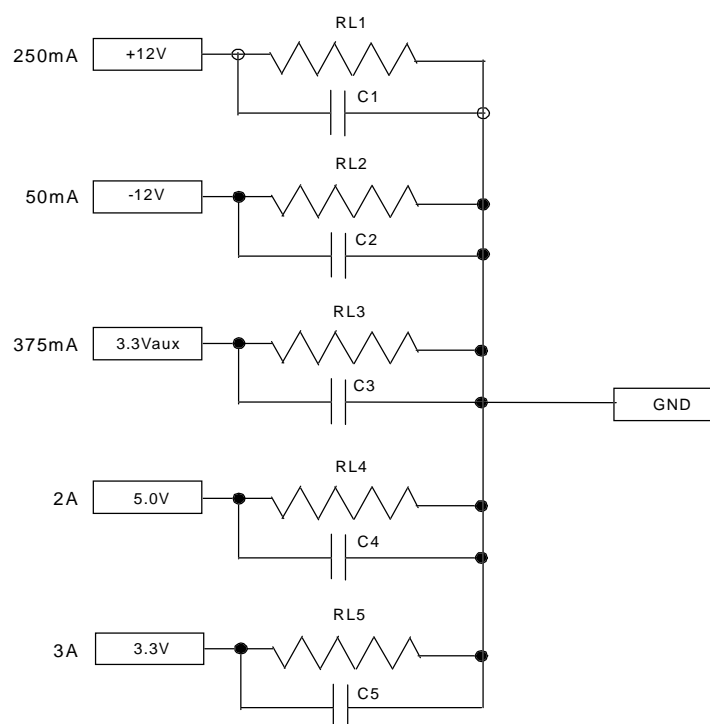 RL1
250mA +12V
C1
RL2
50mA -12V
C2
RL3
375mA 3.3Vaux
C3
GND
RL4
2A 5.0V
C4
RL5
3A 3.3V
C5